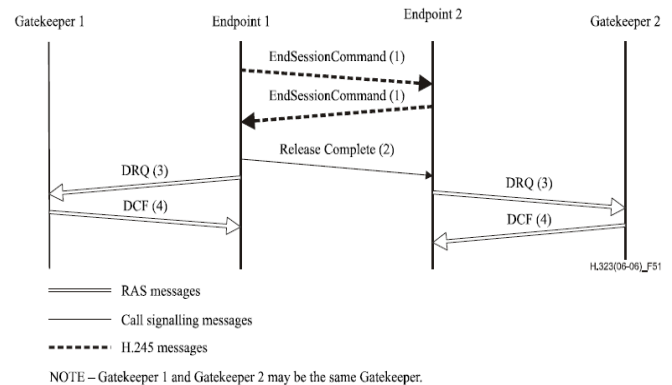 Gatekeeper 1
Endpoint 1
Endpoint 2
Gatekeeper 2
EndSessionCommand (1)
EndSessionCommand (1)
Release Complete (2)
DRQ (3)
DRQ (3)
DCF (4)
DCF (4)
H.323(06-06)_F51
RAS messages
Call signalling messages
H.245 messages
NOTE – Gatekeeper 1 and Gatekeeper 2 may be the same Gatekeeper.